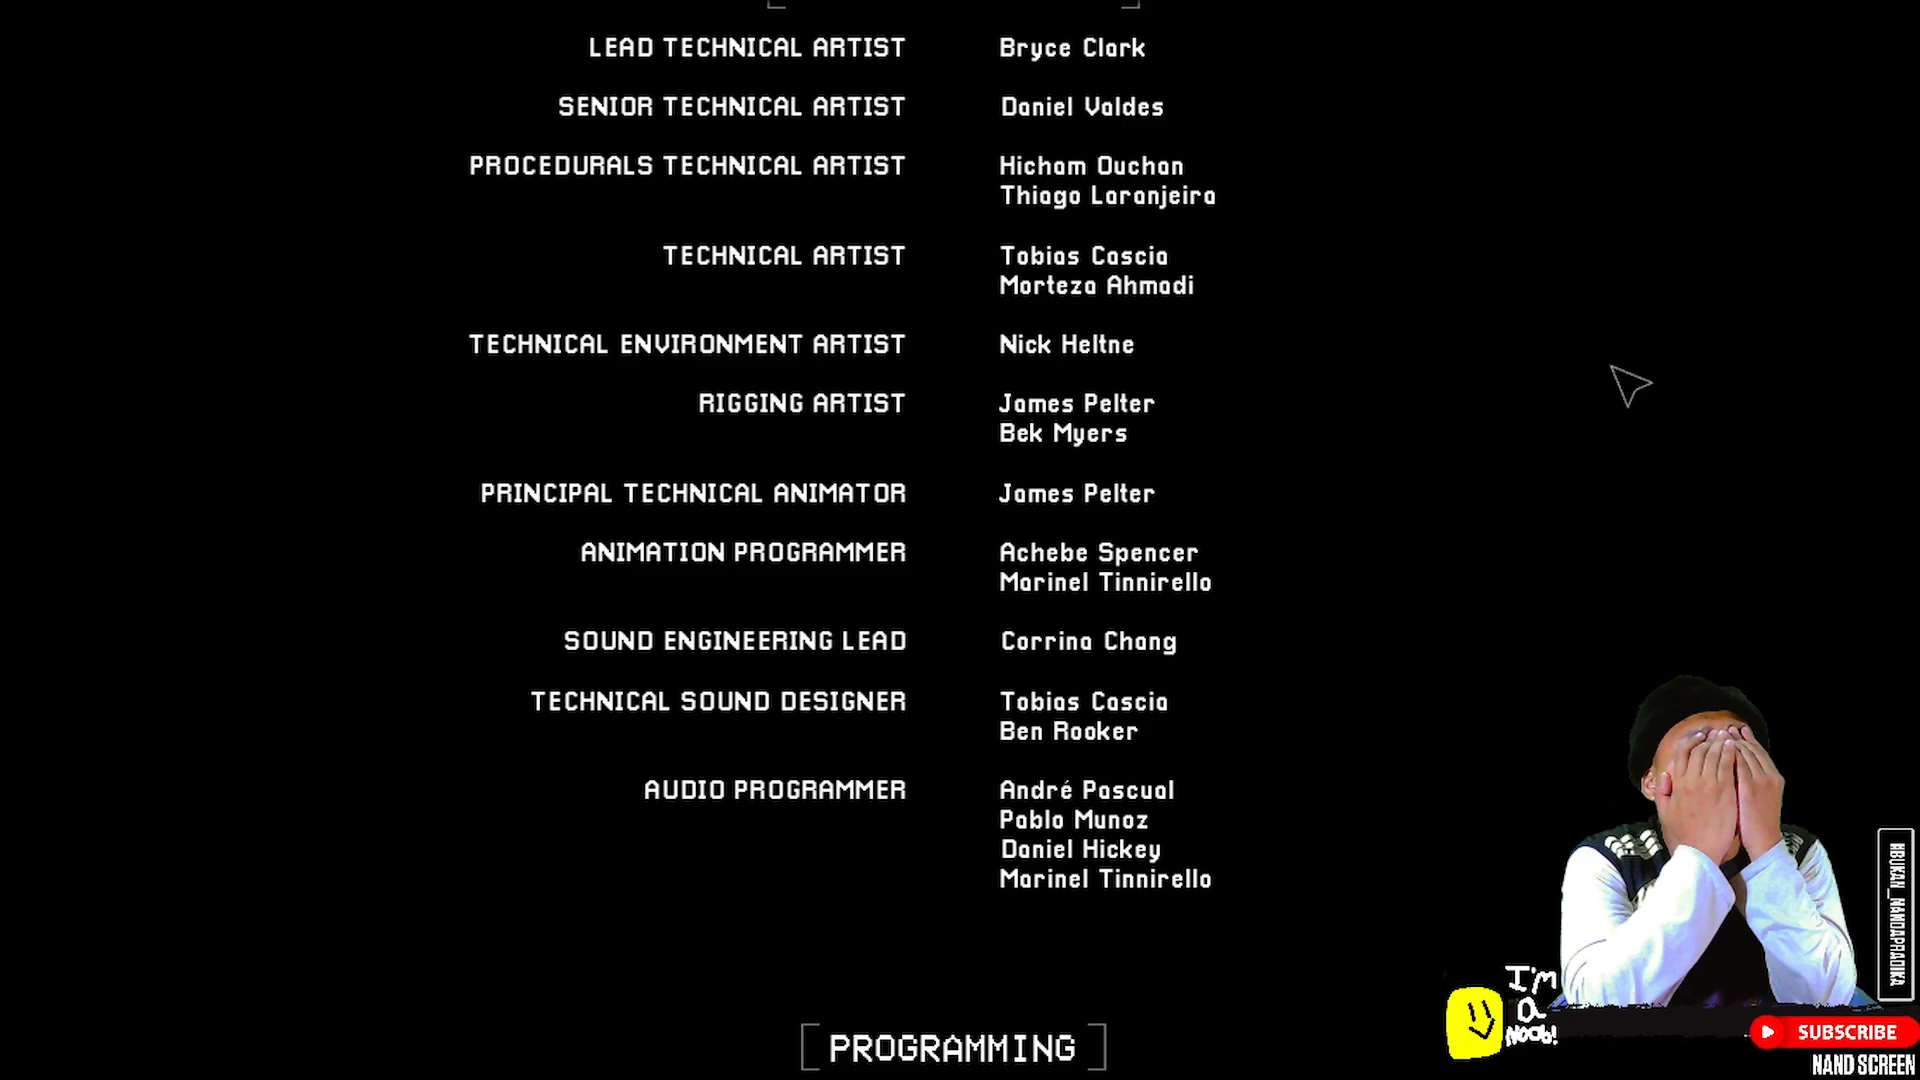 LEAD TECHNICAL ARTIST Bryce Clark
SENIOR TECHNICAL ARTIST Daniel Valdes
PROCEDURALS TECHNICAL ARTIST Hicham Ouchan
Thiago Laranjeira
TECHNICAL ARTIST Tobias Cascia
Morteza Ahmadi
TECHNICAL ENVIRONMENT ARTIST Nick Heltne
RIGGING ARTIST James Pelter
Bek Myers
PRINCIPAL TECHNICAL ANIMATOR James Pelter
ANIMATION PROGRAMMER Achebe Spencer
Marinel Tinnirello
SOUND ENGINEERING LEAD Corrina Chang
TECHNICAL SOUND DESIGNER Tobias Cascia
Ben Rooker
AUDIO PROGRAMMER André Pascual
Pablo Munoz
Daniel Hickey
Marinel Tinnirello
PROGRAMMING
I'm
a
Noob!
NBUKAN_NANDAPRADIKA
SUBSCRIBE
NAND SCREEN